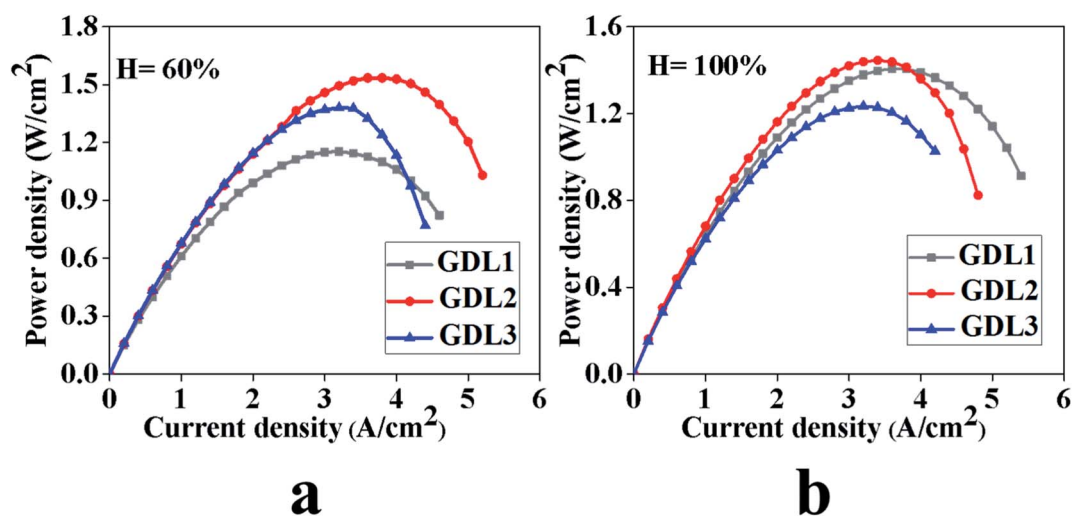 1.8
1.5
1.2
0.9
0.6
0.3
0.0
Power density (W/cm²)
H= 60%
GDL1
GDL2
GDL3
0 1 2 3 4 5 6
Current density (A/cm²)
a
1.6
1.2
0.8
0.4
0.0
Power density (W/cm²)
H= 100%
GDL1
GDL2
GDL3
0 1 2 3 4 5 6
Current density (A/cm²)
b